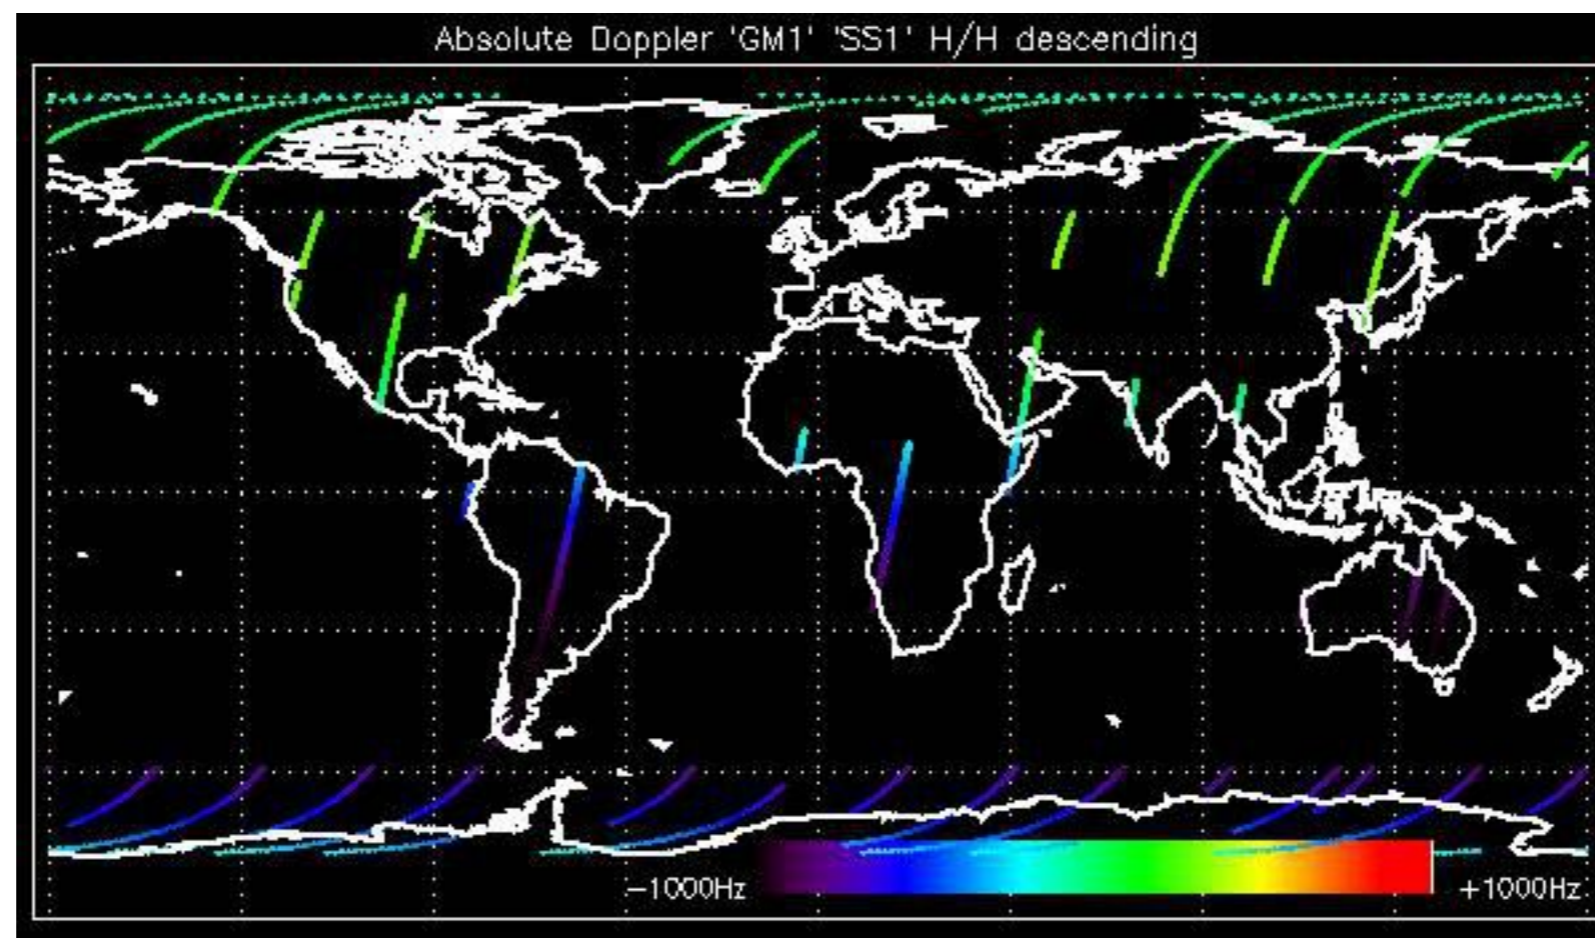 Absolute Doppler 'GM1' 'SS1' H/H descending
−1000Hz
+1000Hz